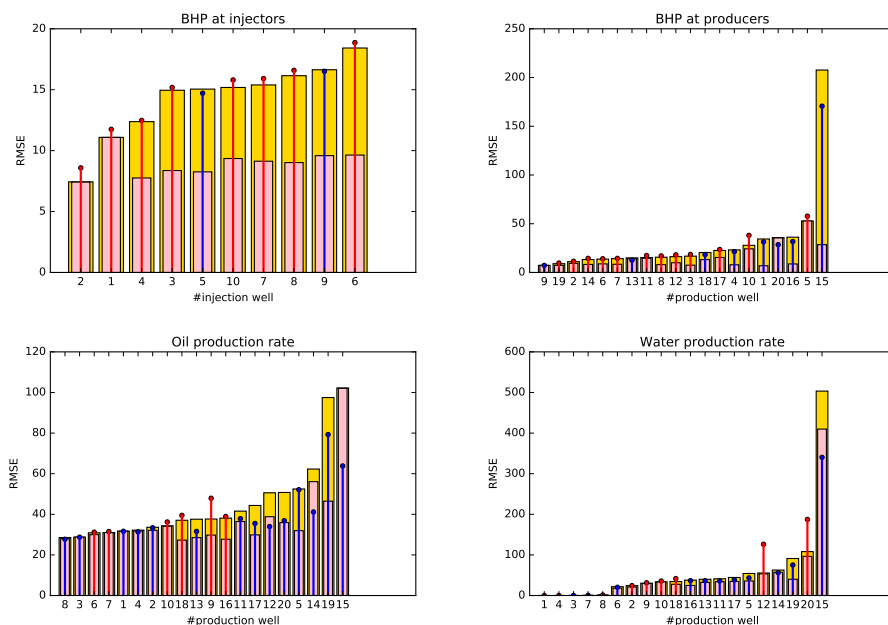 BHP at injectors
20
15
10
5
0
RMSE
2 1 4 3 5 10 7 8 9 6
#injection well
BHP at producers
250
200
150
100
50
0
RMSE
9 19 2 14 6 7 13 11 8 12 3 18 17 4 10 1 20 16 5 15
#production well
Oil production rate
120
100
80
60
40
20
0
RMSE
8 3 6 7 1 4 2 10 18 13 9 16 11 17 12 20 5 14 19 15
#production well
Water production rate
600
500
400
300
200
100
0
RMSE
1 4 3 7 8 6 2 9 10 18 16 13 11 17 5 12 14 19 20 15
#production well